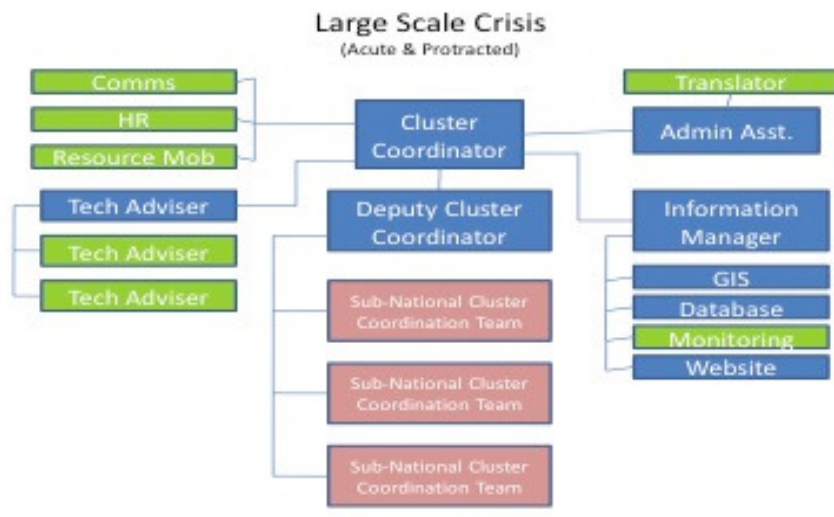 Large Scale Crisis
(Acute & Protracted)
Comms
HR
Resource Mob
Cluster
Coordinator
Translator
Admin Asst.
Tech Adviser
Tech Adviser
Tech Adviser
Deputy Cluster
Coordinator
Information
Manager
GIS
Database
Monitoring
Website
Sub-National Cluster
Coordination Team
Sub-National Cluster
Coordination Team
Sub-National Cluster
Coordination Team